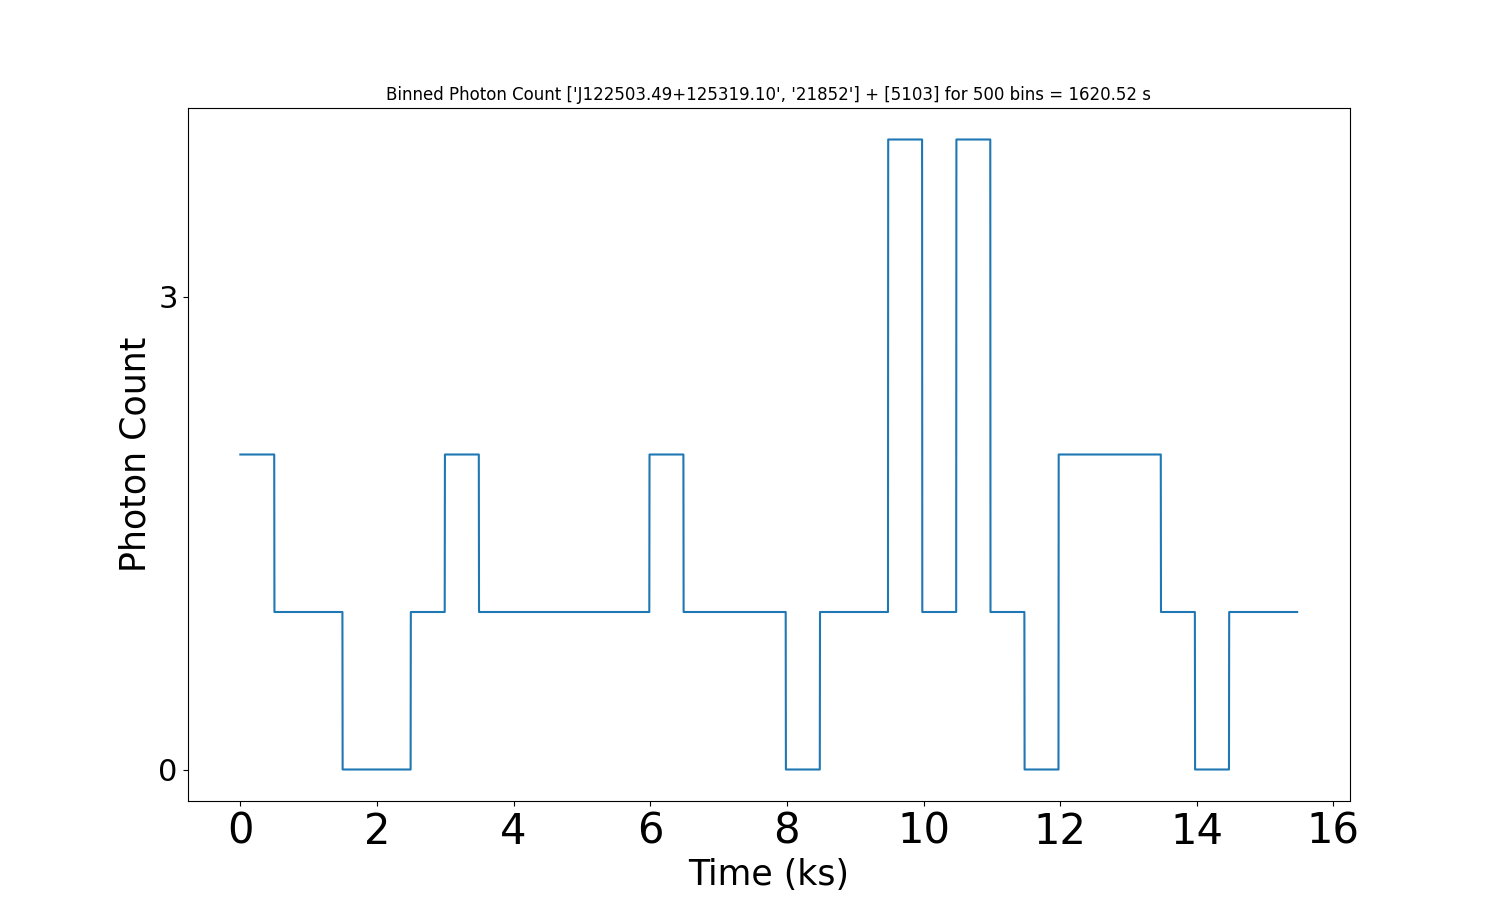 Binned Photon Count ['J122503.49+125319.10', '21852'] + [5103] for 500 bins = 1620.52 s
Photon Count
3
0
0 2 4 6 8 10 12 14 16
Time (ks)